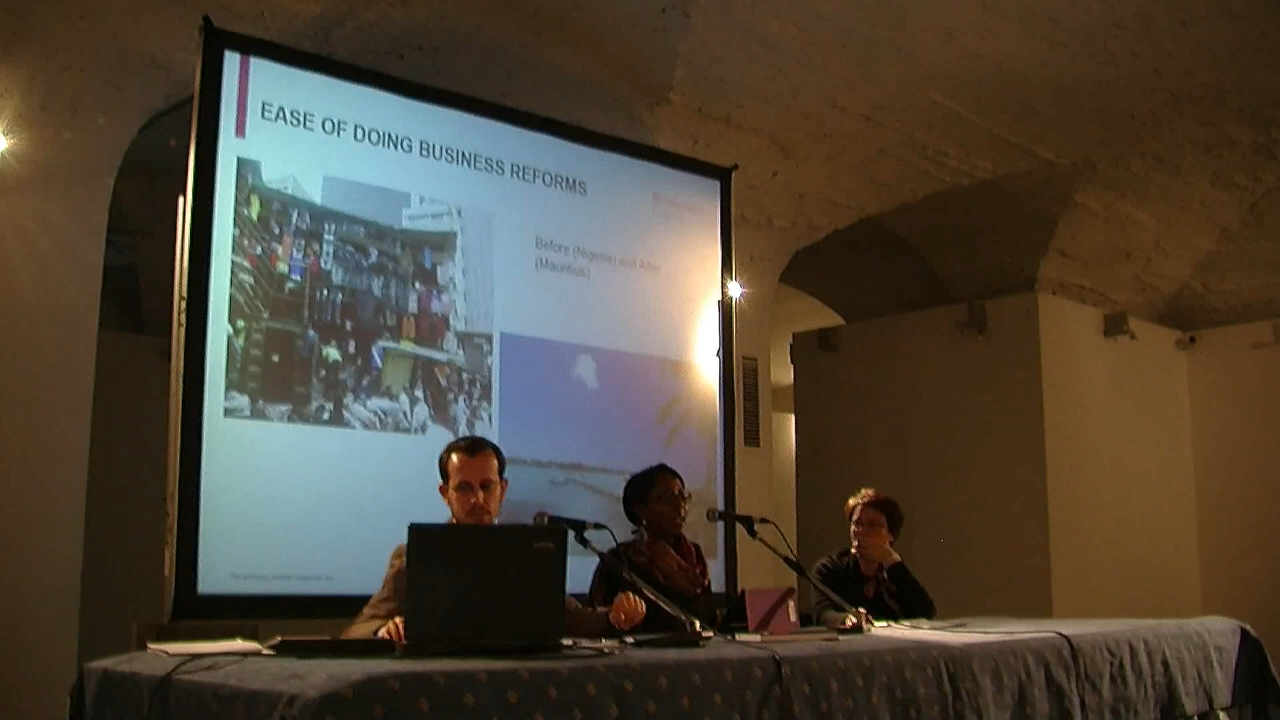 EASE OF DOING BUSINESS REFORMS
Before (Nigeria) and After
(Mauritius)